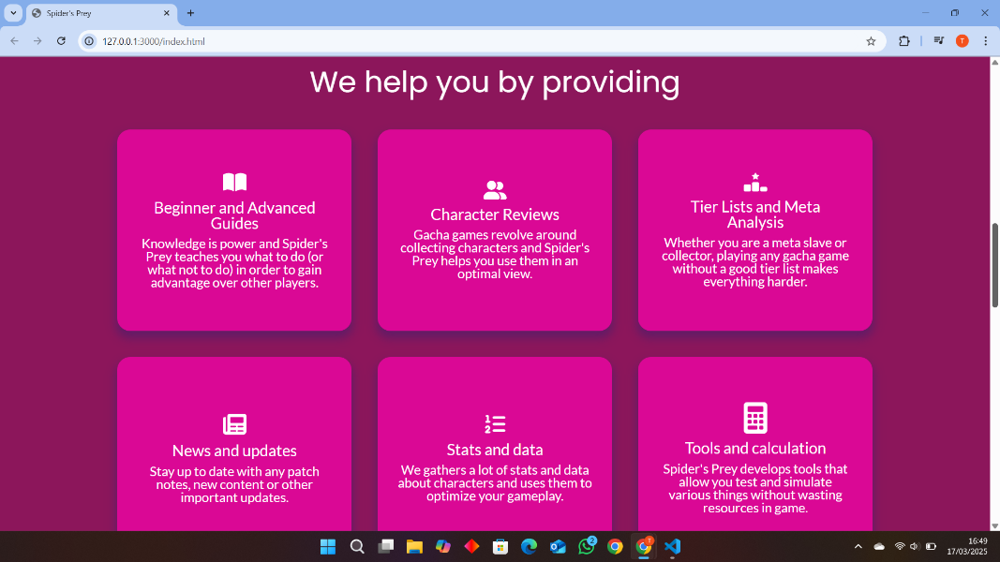 Spider's Prey
127.0.0.1:3000/index.html
T
We help you by providing
Beginner and Advanced
Guides
Knowledge is power and Spider's
Prey teaches you what to do (or
what not to do) in order to gain
advantage over other players.
Character Reviews
Gacha games revolve around
collecting characters and Spider's
Prey helps you use them in an
optimal view.
Tier Lists and Meta
Analysis
Whether you are a meta slave or
collector, playing any gacha game
without a good tier list makes
everything harder.
News and updates
Stay up to date with any patch
notes, new content or other
important updates.
1
2
Stats and data
We gathers a lot of stats and data
about characters and uses them to
optimize your gameplay.
Tools and calculation
Spider's Prey develops tools that
allow you test and simulate
various things without wasting
resources in game.
2
T
16:49
17/03/2025